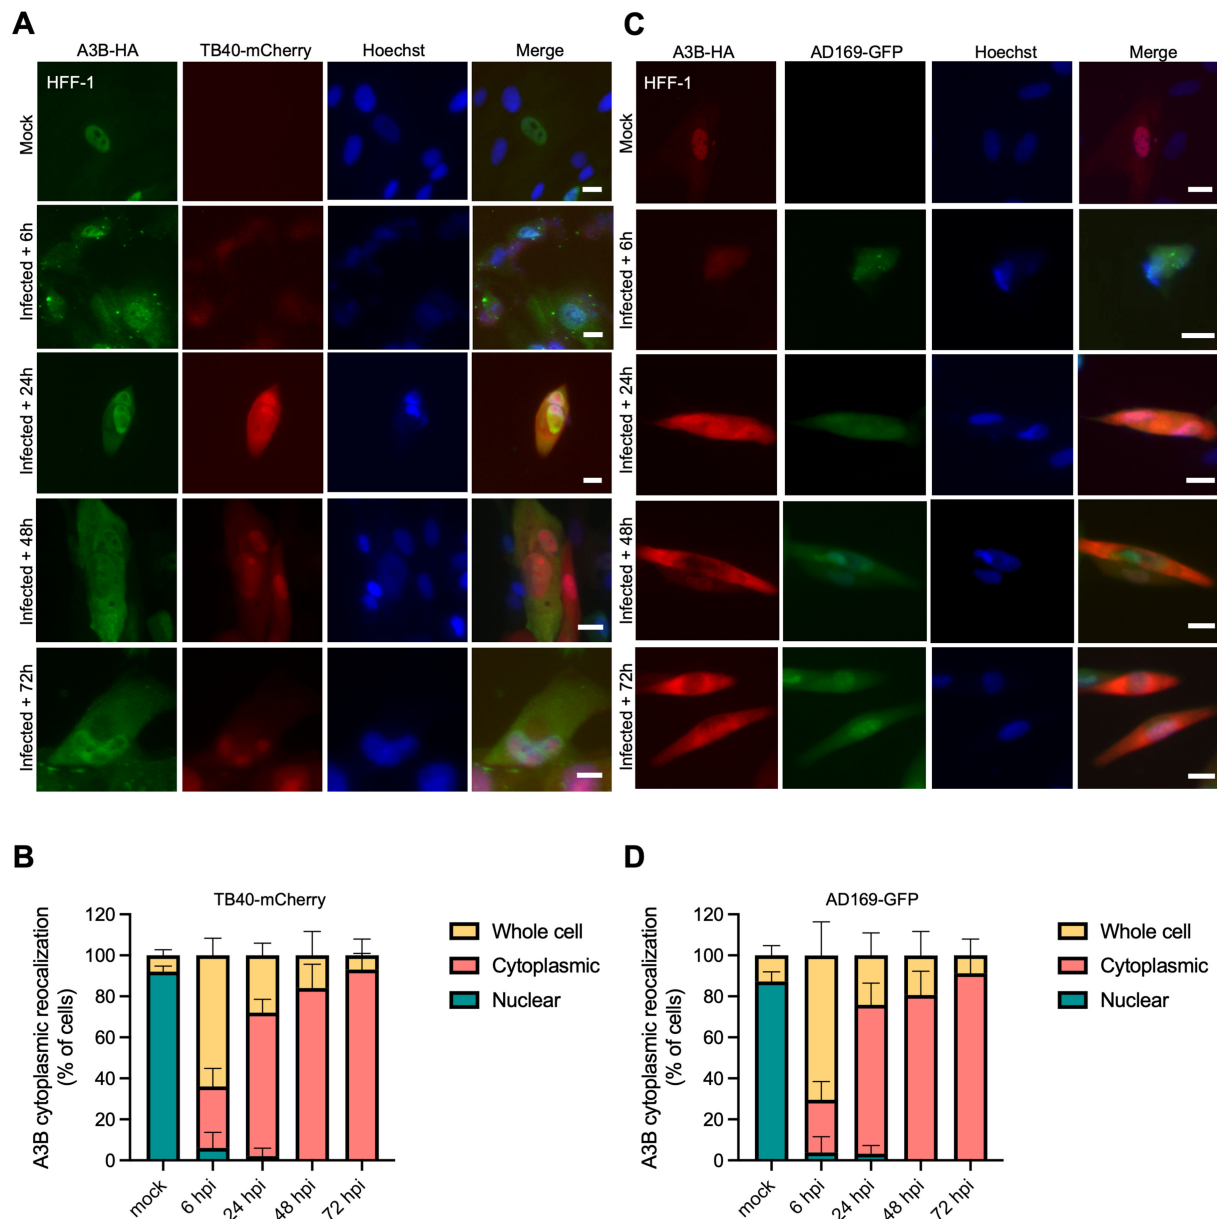 A
A3B-HA
TB40-mCherry
Hoechst
Merge
HFF-1
Mock
Infected + 6h
Infected + 24h
Infected + 48h
Infected + 72h
C
A3B-HA
AD169-GFP
Hoechst
Merge
HFF-1
Mock
Infected + 6h
Infected + 24h
Infected + 48h
Infected + 72h
B
TB40-mCherry
A3B cytoplasmic reocalization
(% of cells)
120
100
80
60
40
20
0
mock
6 hpi
24 hpi
48 hpi
72 hpi
Whole cell
Cytoplasmic
Nuclear
D
AD169-GFP
A3B cytoplasmic reocalization
(% of cells)
120
100
80
60
40
20
0
mock
6 hpi
24 hpi
48 hpi
72 hpi
Whole cell
Cytoplasmic
Nuclear